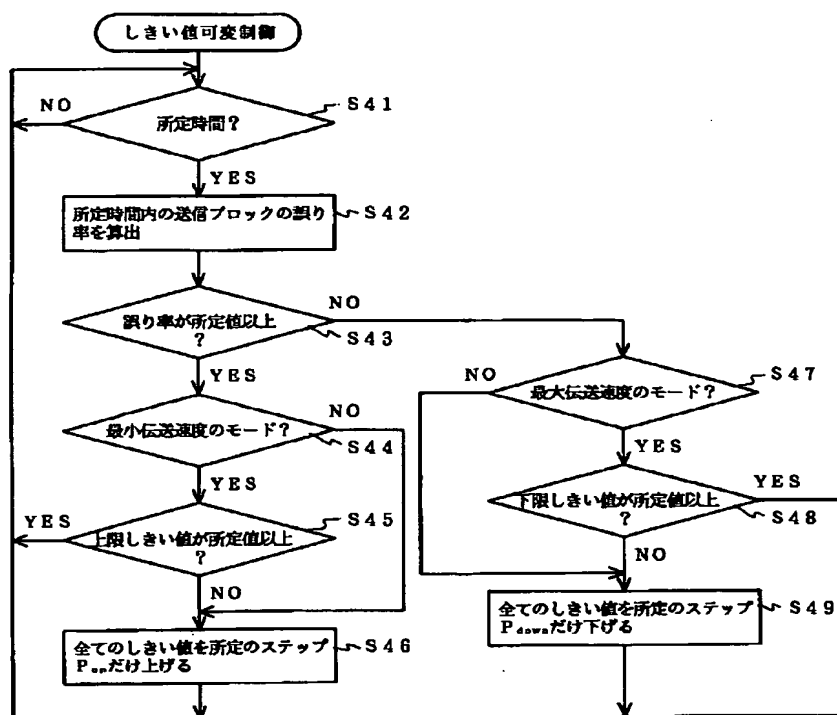 しきい値可変制御
NO
S41
所定時間?
YES
所定時間内の送信ブロックの誤り
率を算出
S42
NO
誤り率が所定値以上
?
S43
YES
NO
最大伝送速度のモード?
S47
最小伝送速度のモード?
NO
S44
YES
YES
下限しきい値が所定値以上
?
YES
S48
YES
上限しきい値が所定値以上
?
S45
NO
NO
全てのしきい値を所定のステップ
Pdownだけ下げる
S49
全てのしきい値を所定のステップ
Pupだけ上げる
S46